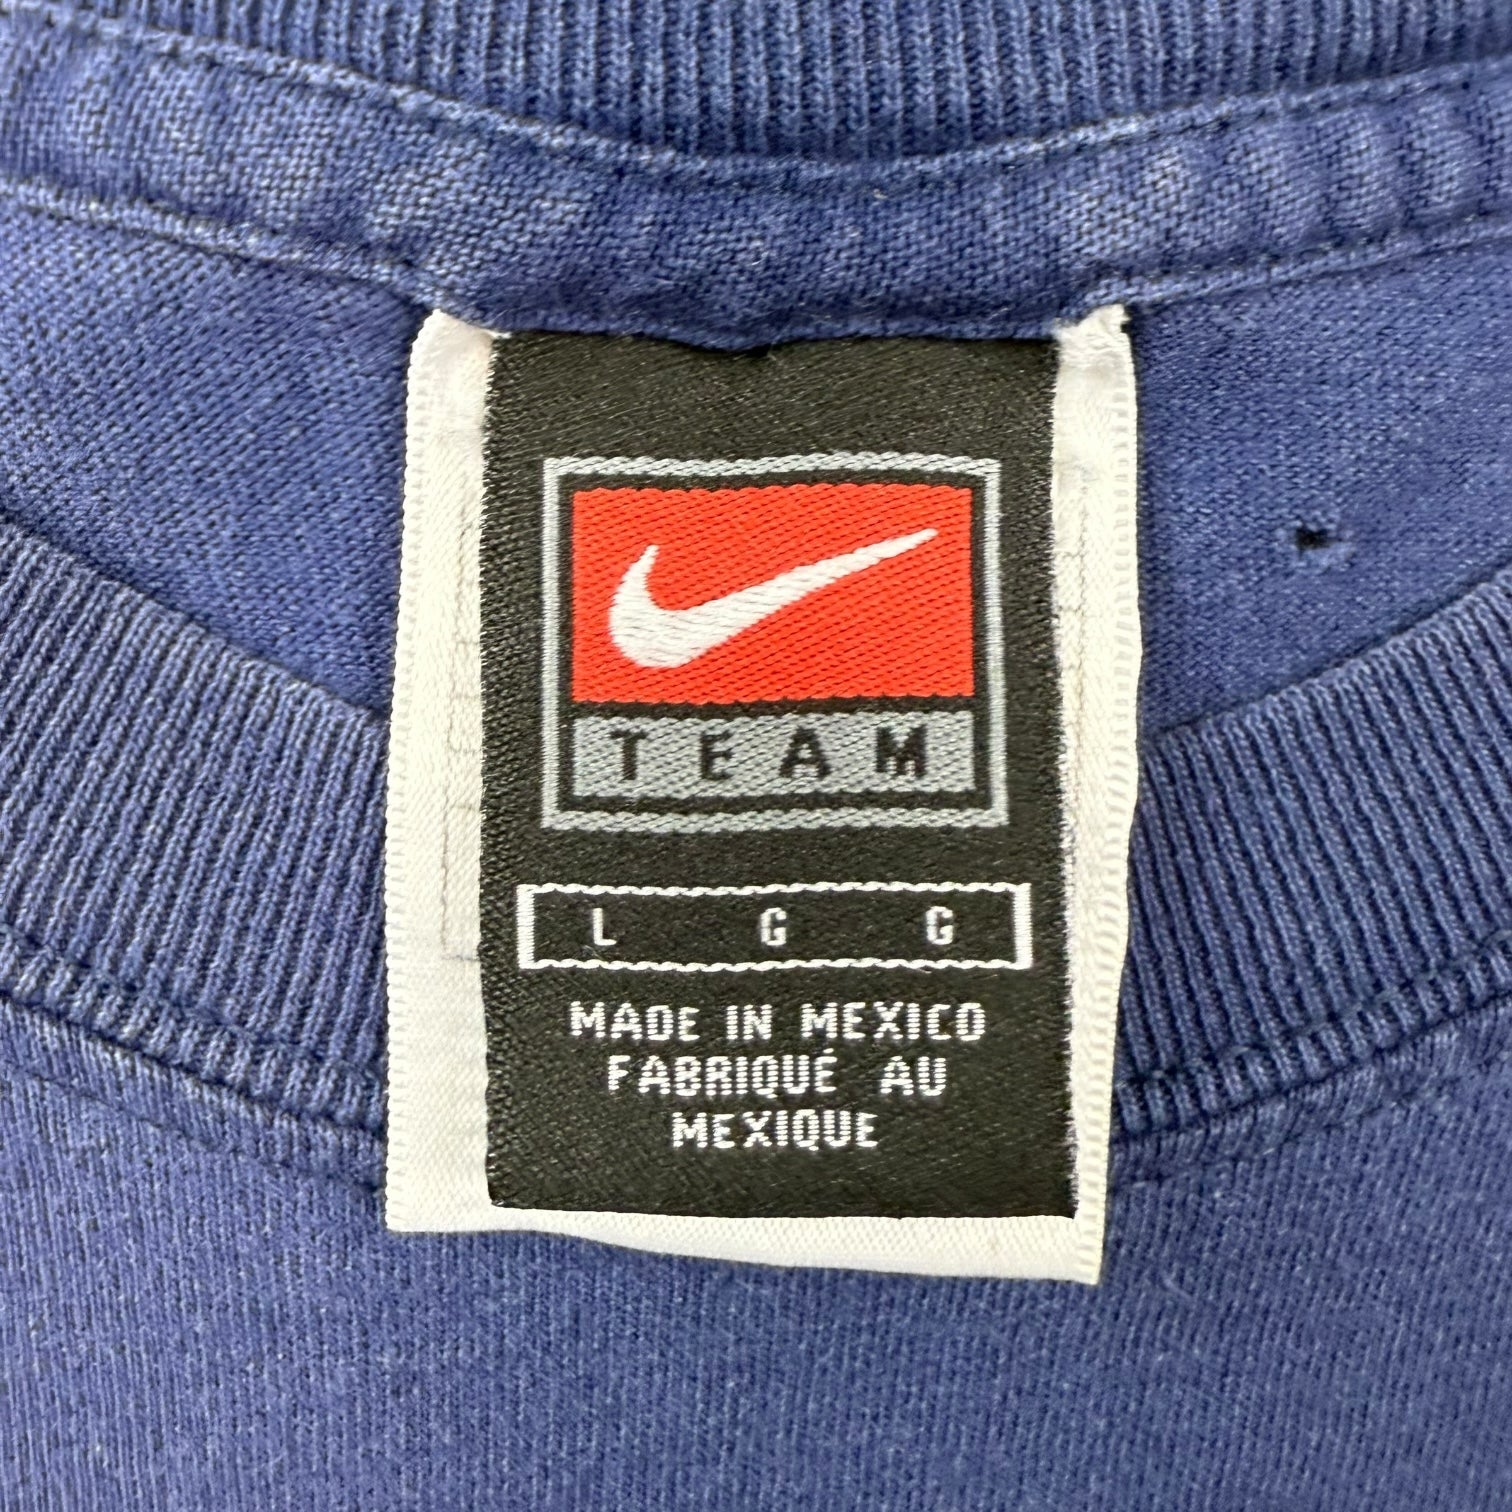 TEAM
L G G
MADE IN MEXICO
FABRIQUÉ AU
MEXIQUE